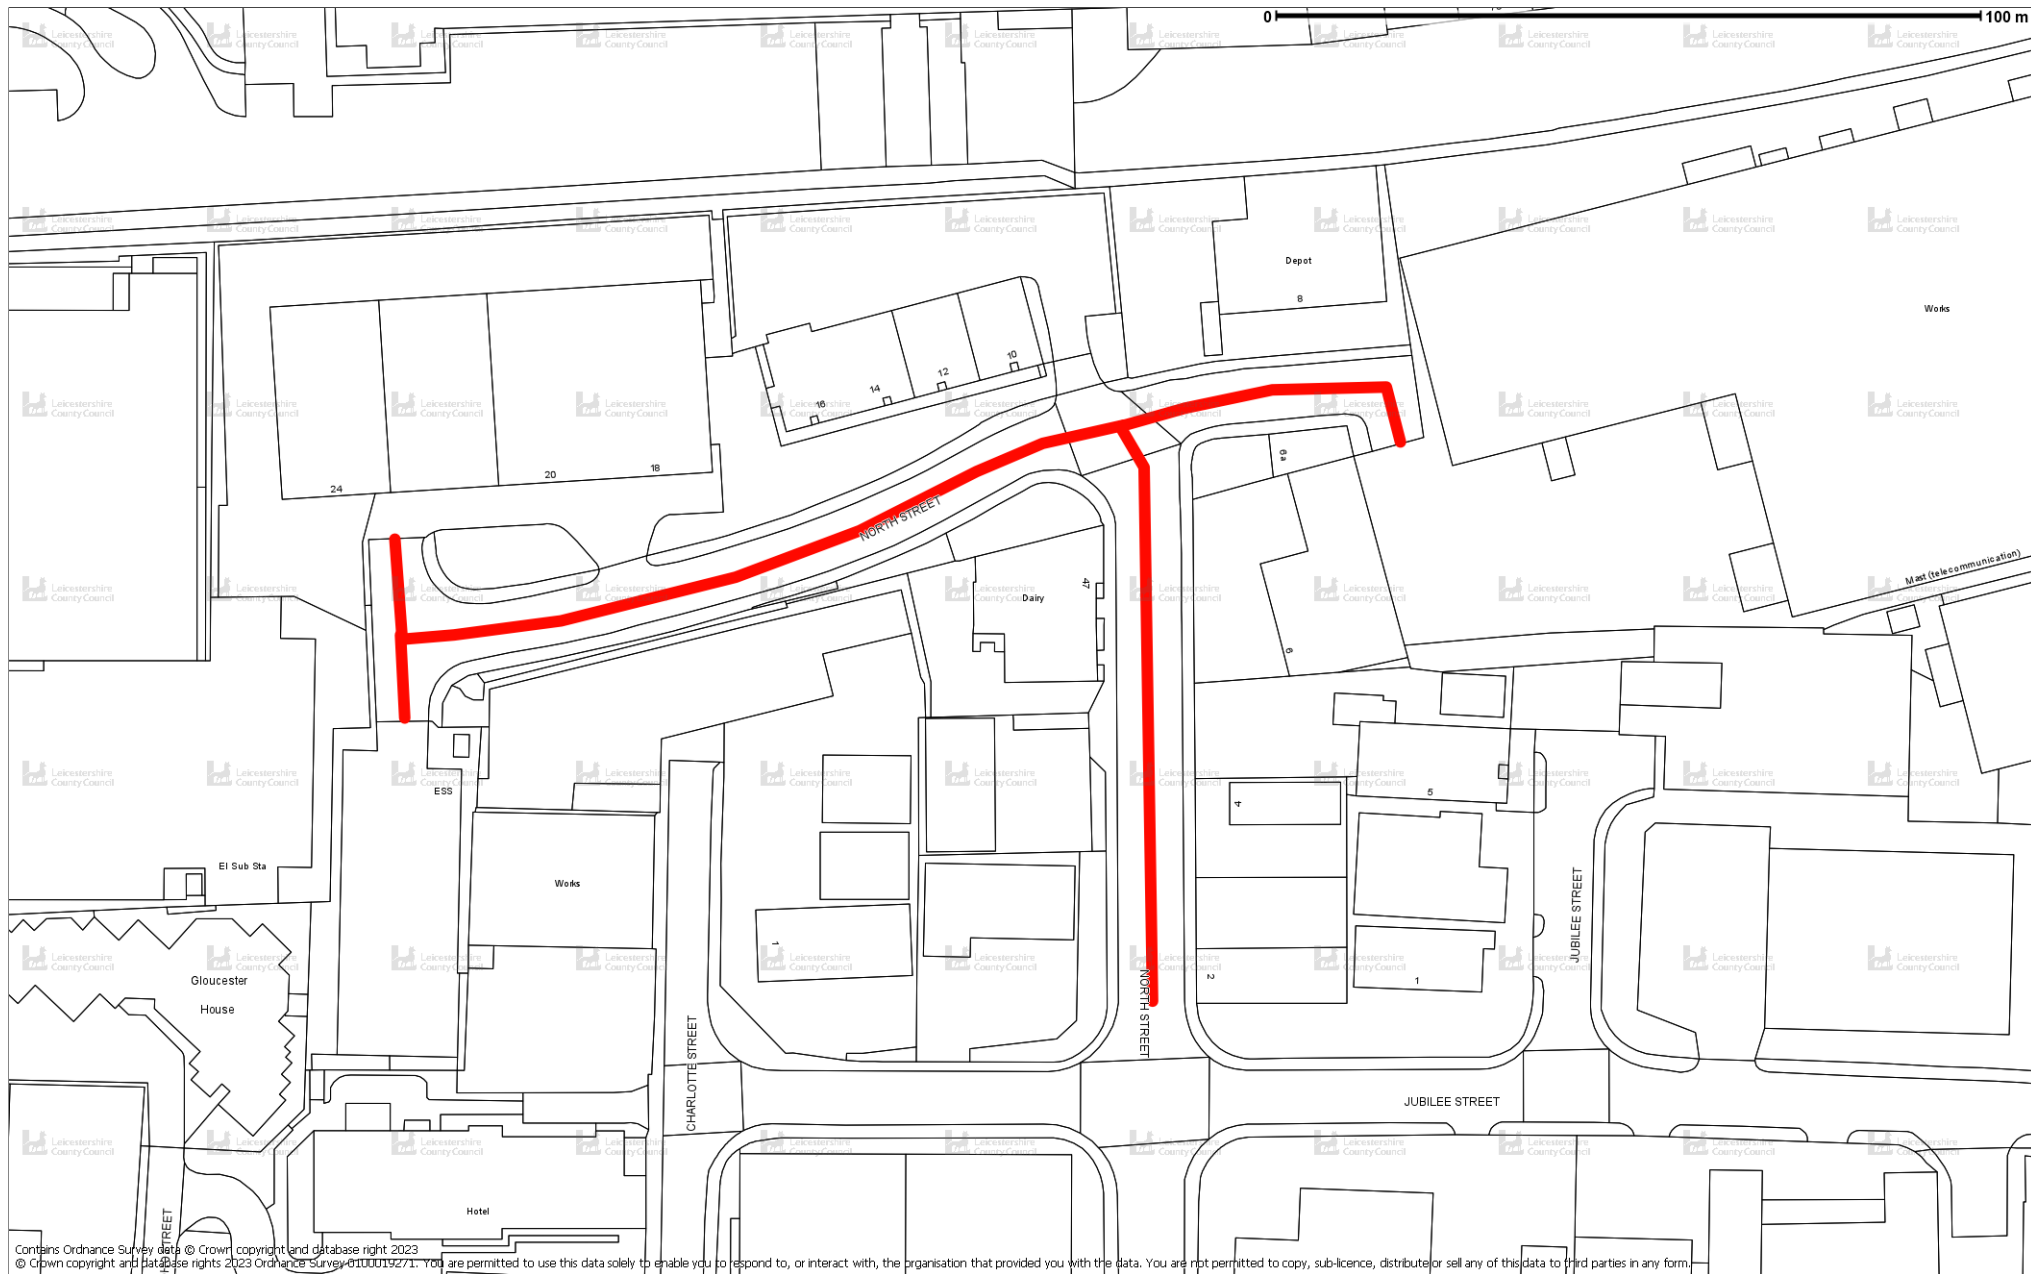 0 100 m
Leicestershire
County Council
Depot
8
Works
10
12
14
16
18
20
24
6a
NORTH STREET
Mast (telecommunication)
47
Dairy
6
ESS
5
4
El Sub Sta
Works
JUBILEE STREET
1
2
1
Gloucester
House
NORTH STREET
CHARLOTTE STREET
JUBILEE STREET
Hotel
STREET
Contains Ordnance Survey data © Crown copyright and database right 2023
© Crown copyright and database rights 2023 Ordnance Survey 0100019271. You are permitted to use this data solely to enable you to respond to, or interact with, the organisation that provided you with the data. You are not permitted to copy, sub-licence, distribute or sell any of this data to third parties in any form.